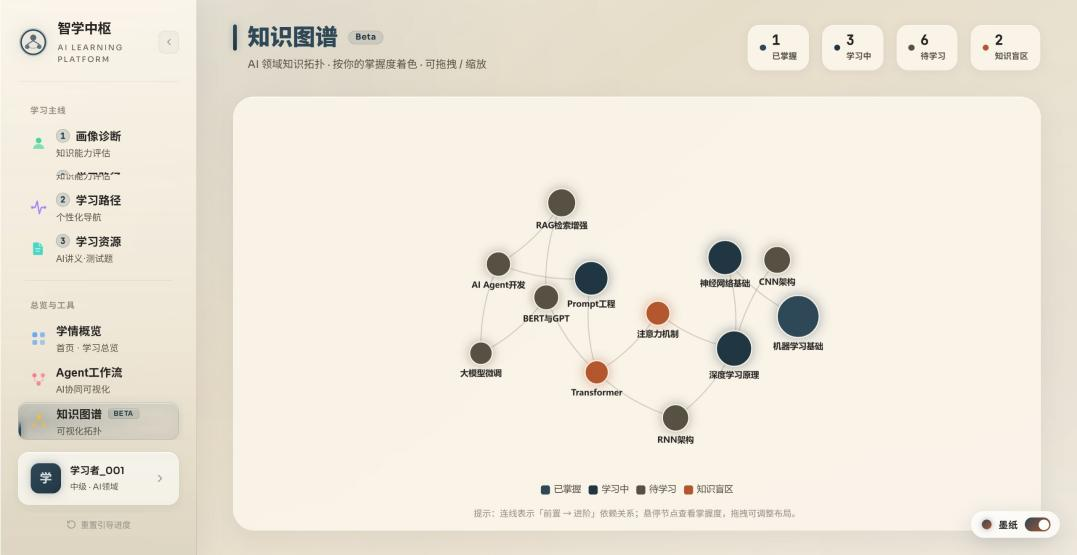 智学中枢
AI LEARNING
PLATFORM
学习主线
1 画像诊断
知识能力评估
2 学习路径
个性化导航
3 学习资源
AI讲义·测试题
总览与工具
学情概览
首页 · 学习总览
Agent工作流
AI协同可视化
知识图谱 BETA
可视化拓扑
学
学习者_001
中级 · AI领域
重置引导进度
知识图谱 Beta
AI 领域知识拓扑 · 按你的掌握度着色 · 可拖拽 / 缩放
1
已掌握
3
学习中
6
待学习
2
知识盲区
RAG检索增强
AI Agent开发
Prompt工程
BERT与GPT
大模型微调
Transformer
注意力机制
神经网络基础
CNN架构
机器学习基础
深度学习原理
RNN架构
已掌握 学习中 待学习 知识盲区
提示：连线表示「前置 → 进阶」依赖关系；悬停节点查看掌握度，拖拽可调整布局。
墨纸